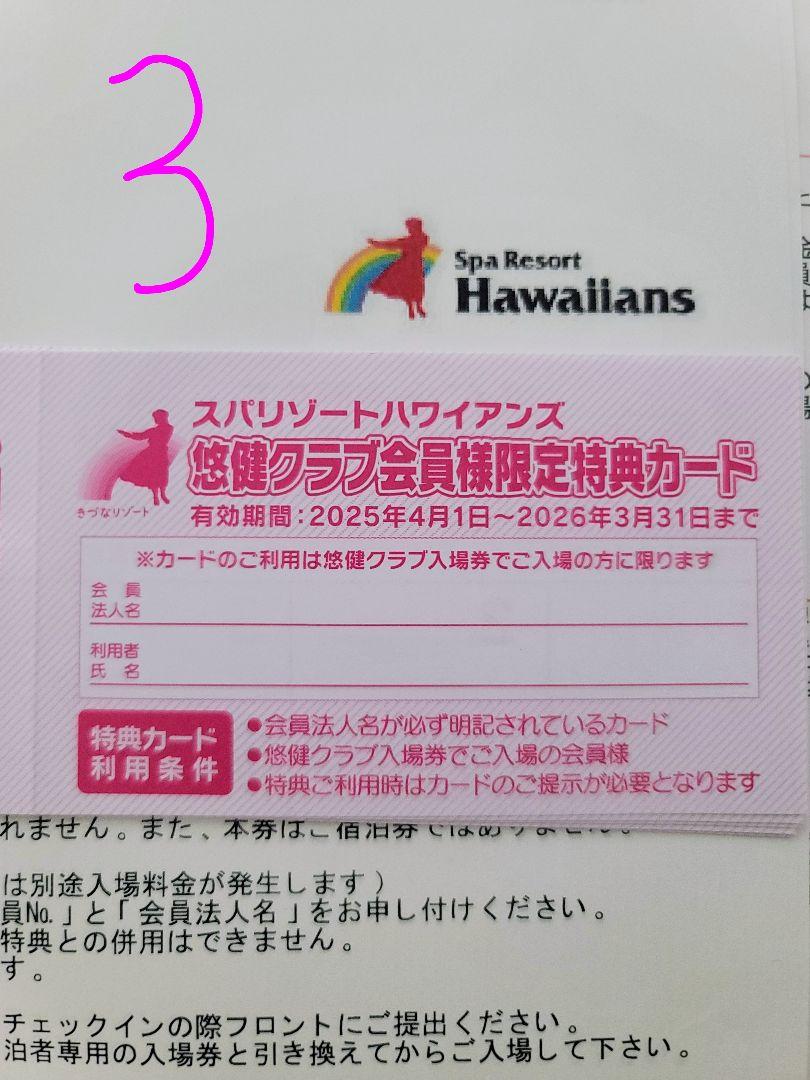 3
Spa Resort
Hawaiians
スパリゾートハワイアンズ
悠健クラブ会員様限定特典カード
きづなリゾート
有効期間:2025年4月1日～2026年3月31日まで
※カードのご利用は悠健クラブ入場券でご入場の方に限ります
会員
法人名
利用者
氏名
特典カード
利用条件
●会員法人名が必ず明記されているカード
●悠健クラブ入場券でご入場の会員様
●特典ご利用時はカードのご提示が必要となります
れません。また、本券はご宿泊券ではありません。
は別途入場料金が発生します）
員No.」と「会員法人名」をお申し付けください。
特典との併用はできません。
す。
チェックインの際フロントにご提出ください。
泊者専用の入場券と引き換えてからご入場して下さい。